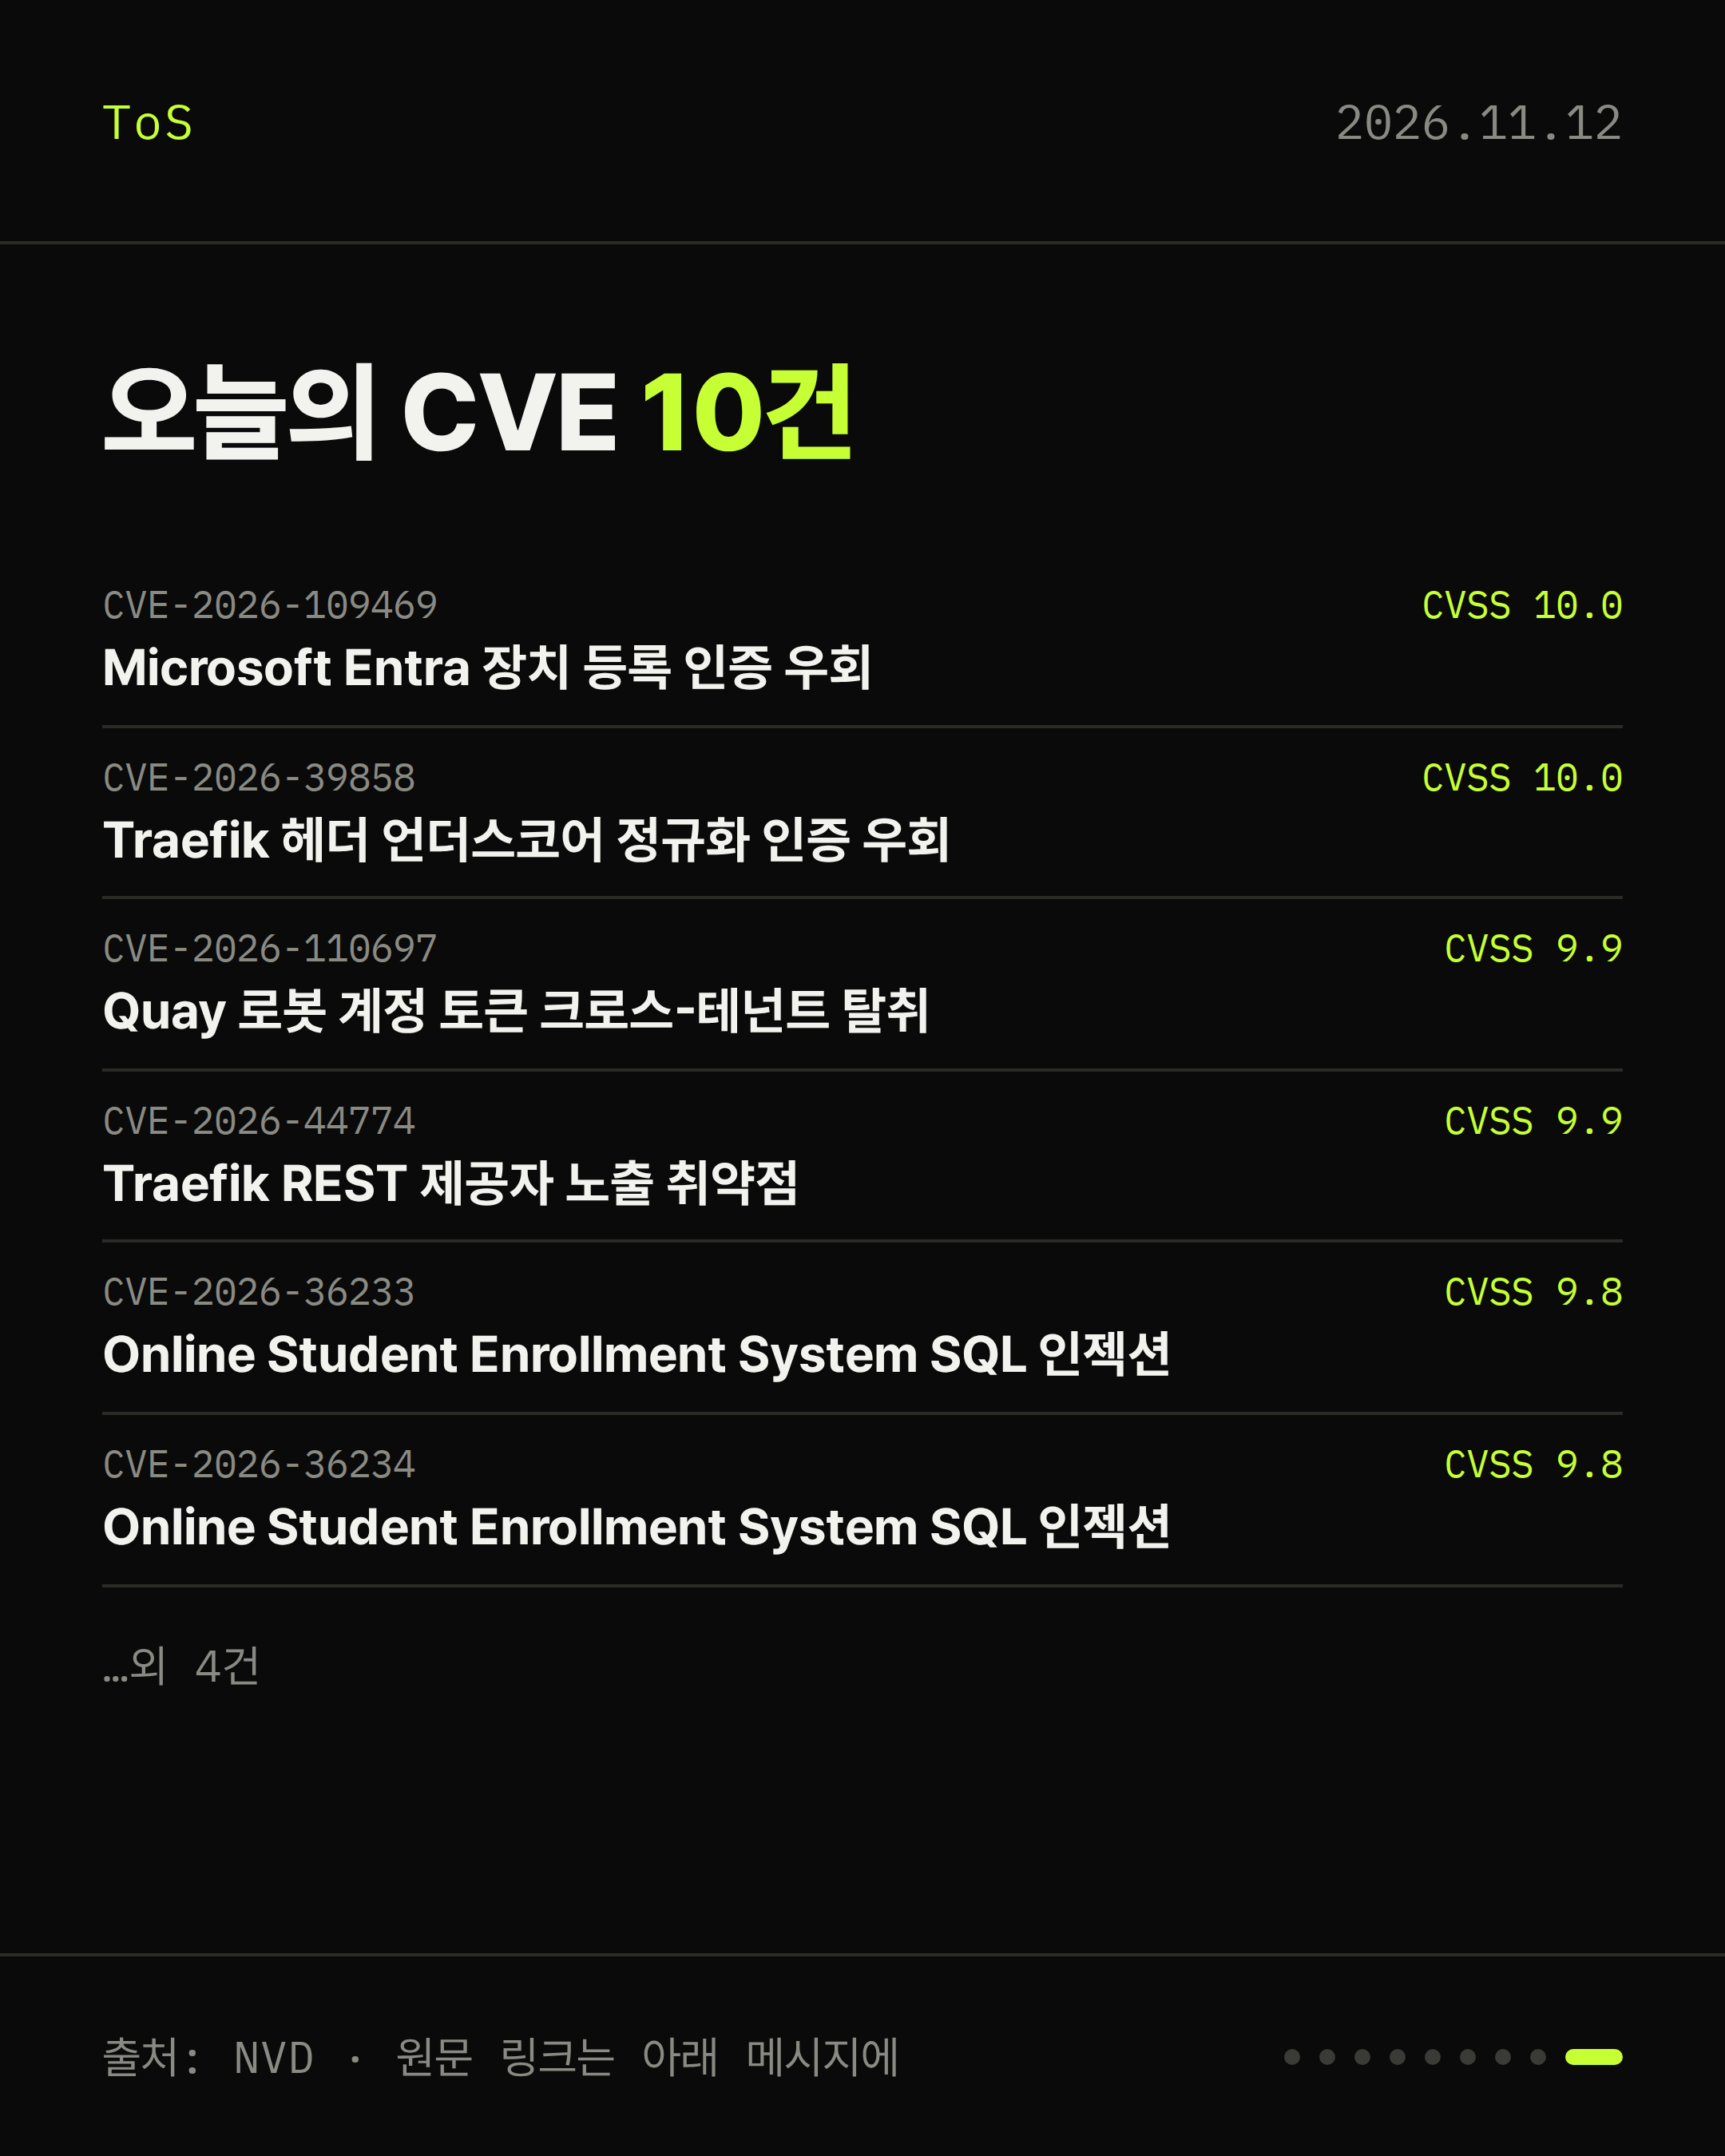 ToS
2026.11.12
오늘의 CVE 10건
CVE-2026-109469
CVSS 10.0
Microsoft Entra 장치 등록 인증 우회
CVE-2026-39858
CVSS 10.0
Traefik 헤더 언더스코어 정규화 인증 우회
CVE-2026-110697
CVSS 9.9
Quay 로봇 계정 토큰 크로스-테넌트 탈취
CVE-2026-44774
CVSS 9.9
Traefik REST 제공자 노출 취약점
CVE-2026-36233
CVSS 9.8
Online Student Enrollment System SQL 인젝션
CVE-2026-36234
CVSS 9.8
Online Student Enrollment System SQL 인젝션
…외 4건
출처: NVD · 원문 링크는 아래 메시지에